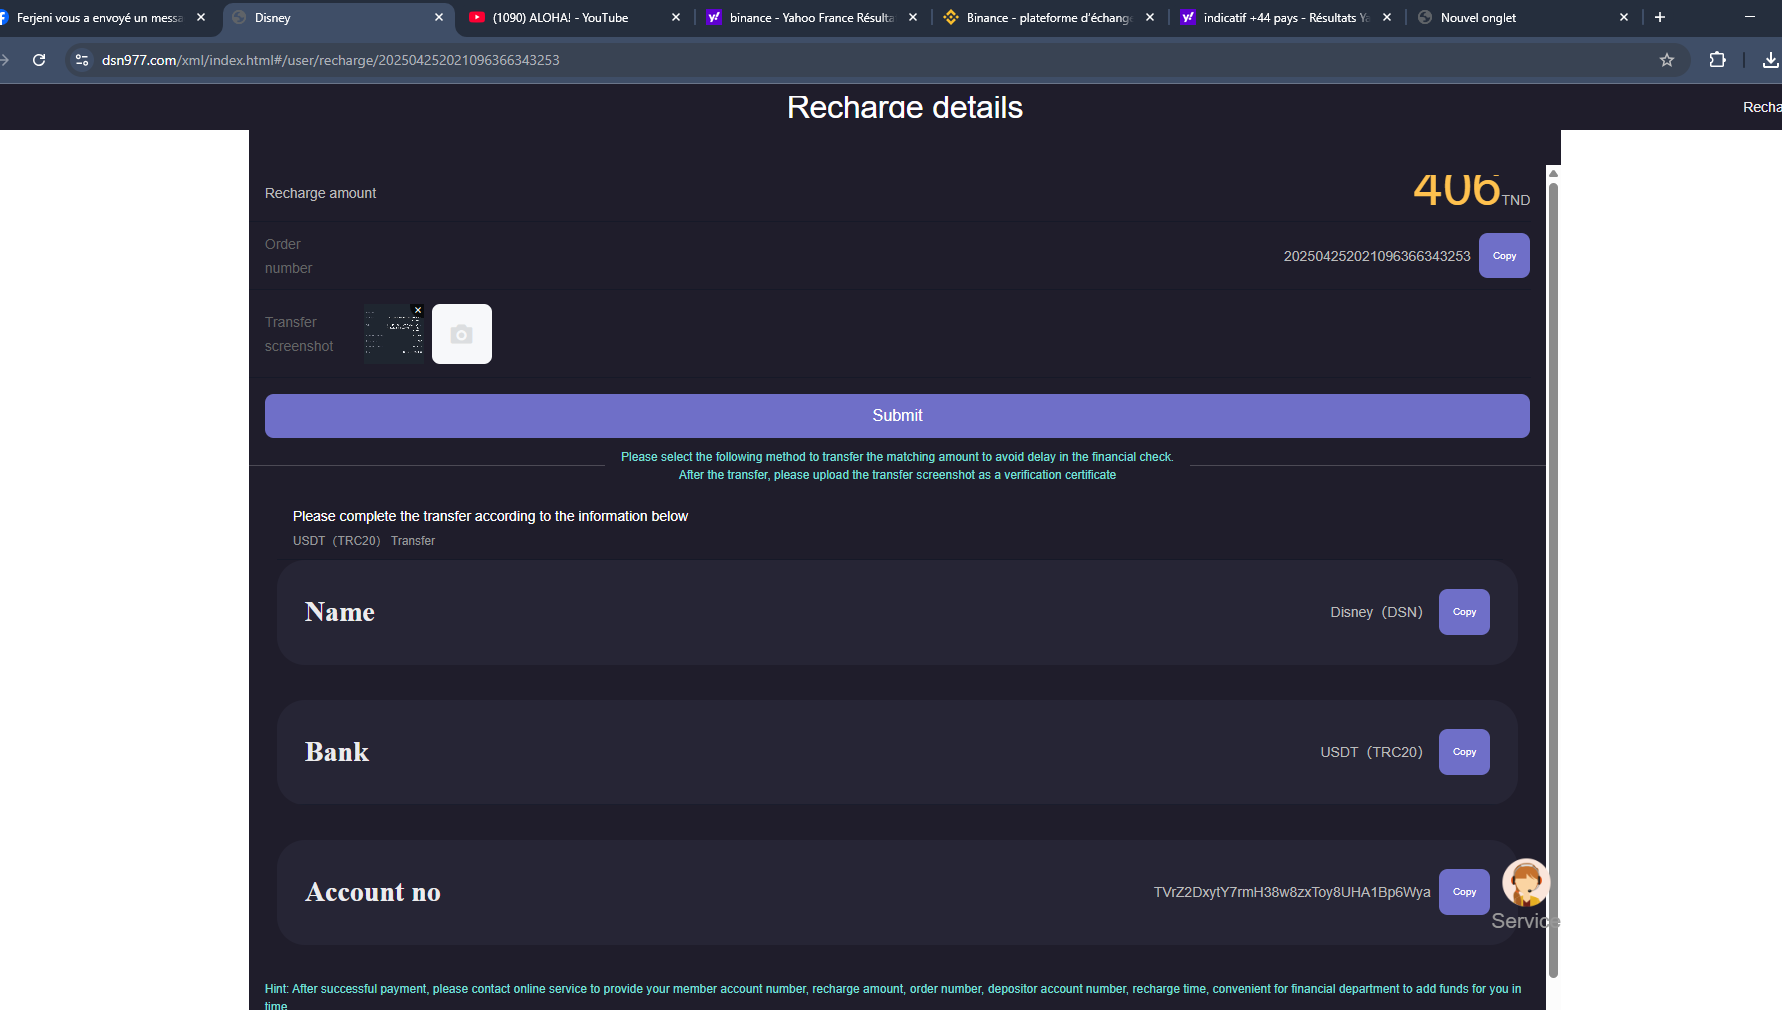 Ferjeni vous a envoyé un messa
Disney
(1090) ALOHA! - YouTube
binance - Yahoo France Résulta
Binance - plateforme d'échange
indicatif +44 pays - Résultats Ya
Nouvel onglet
dsn977.com/xml/index.html#/user/recharge/202504252021096366343253
Recharge details
Recha
Recharge amount
406 TND
Order
number
202504252021096366343253
Copy
Transfer
screenshot
Submit
Please select the following method to transfer the matching amount to avoid delay in the financial check.
After the transfer, please upload the transfer screenshot as a verification certificate
Please complete the transfer according to the information below
USDT（TRC20） Transfer
Name
Disney（DSN）
Copy
Bank
USDT（TRC20）
Copy
Account no
TVrZ2DxytY7rmH38w8zxToy8UHA1Bp6Wya
Copy
Service
Hint: After successful payment, please contact online service to provide your member account number, recharge amount, order number, depositor account number, recharge time, convenient for financial department to add funds for you in
time